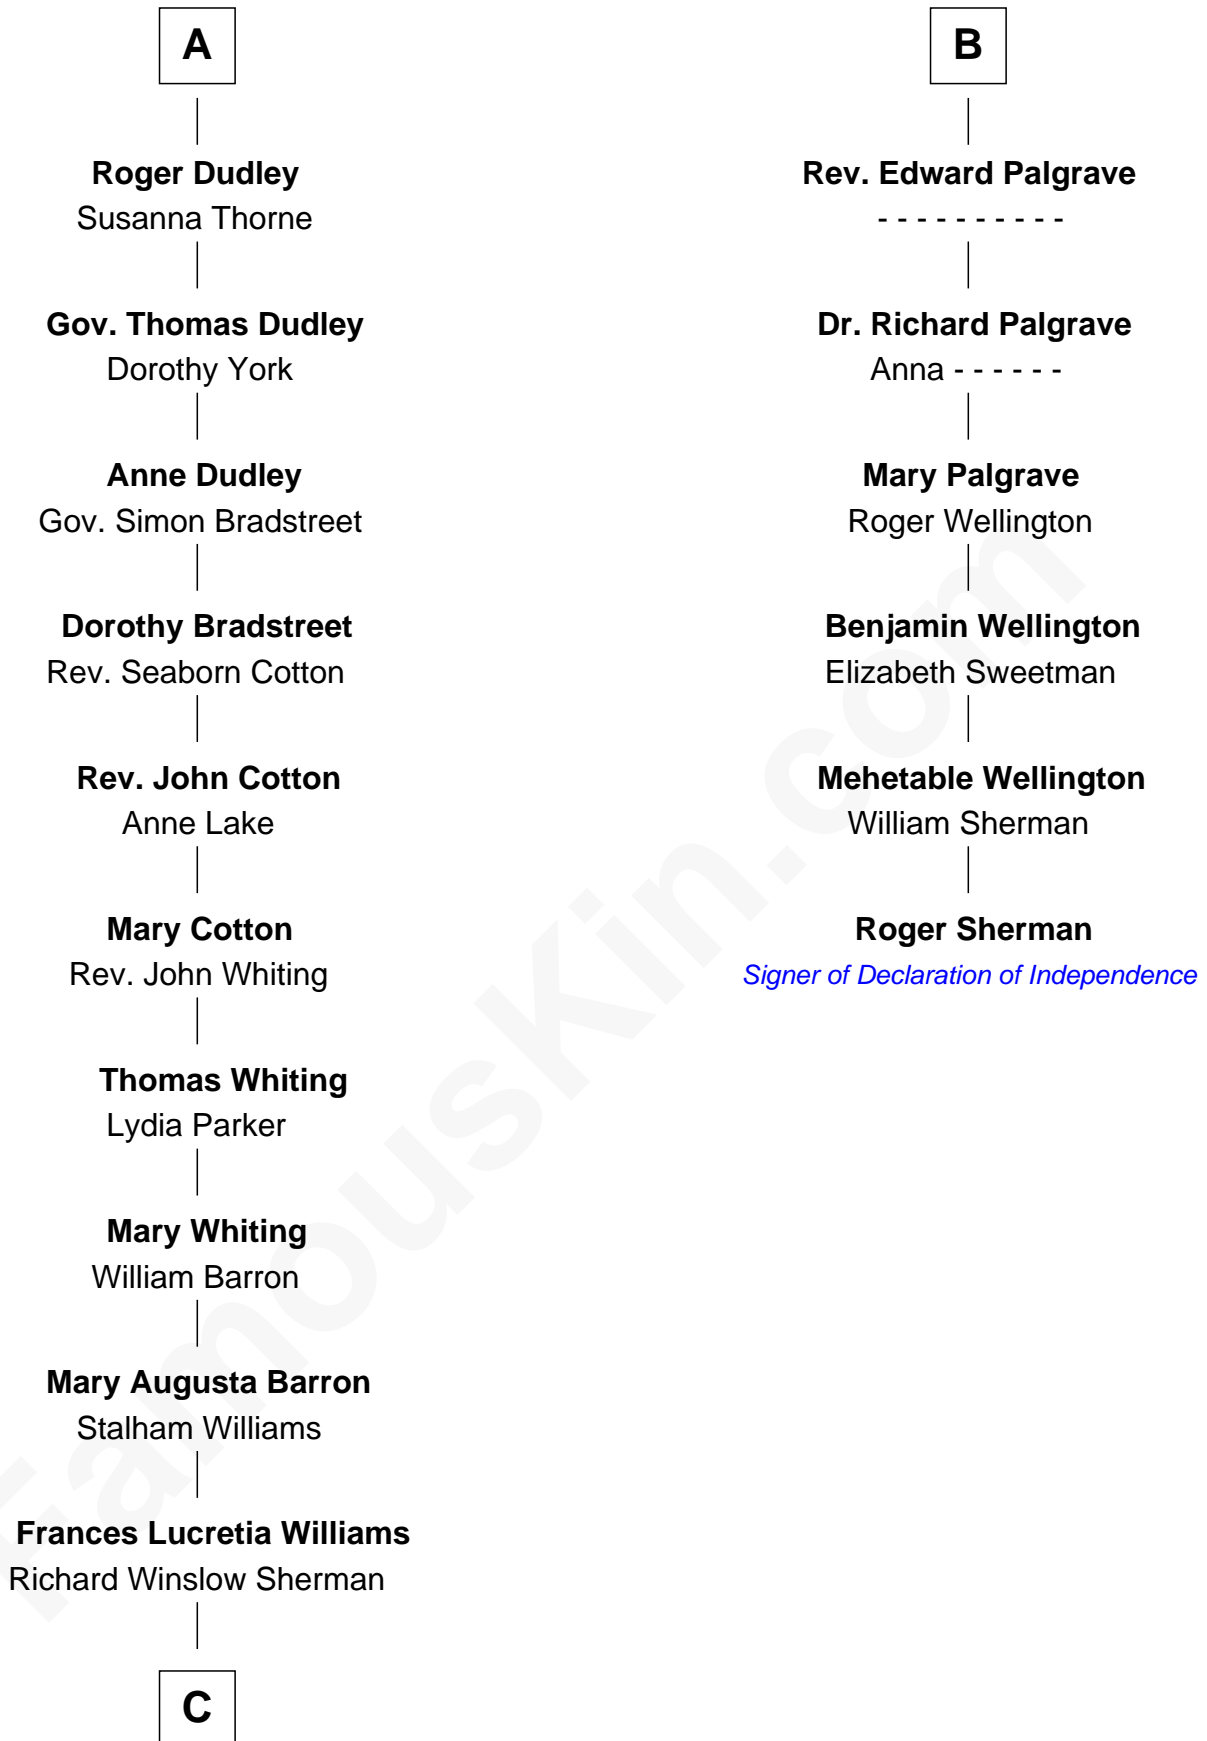 A
Roger Dudley
Susanna Thorne
Gov. Thomas Dudley
Dorothy York
Anne Dudley
Gov. Simon Bradstreet
Dorothy Bradstreet
Rev. Seaborn Cotton
Rev. John Cotton
Anne Lake
Mary Cotton
Rev. John Whiting
Thomas Whiting
Lydia Parker
Mary Whiting
William Barron
Mary Augusta Barron
Stalham Williams
Frances Lucretia Williams
Richard Winslow Sherman
C
B
Rev. Edward Palgrave
- - - - - - - - - -
Dr. Richard Palgrave
Anna - - - - - -
Mary Palgrave
Roger Wellington
Benjamin Wellington
Elizabeth Sweetman
Mehetable Wellington
William Sherman
Roger Sherman
Signer of Declaration of Independence
FamousKin.com